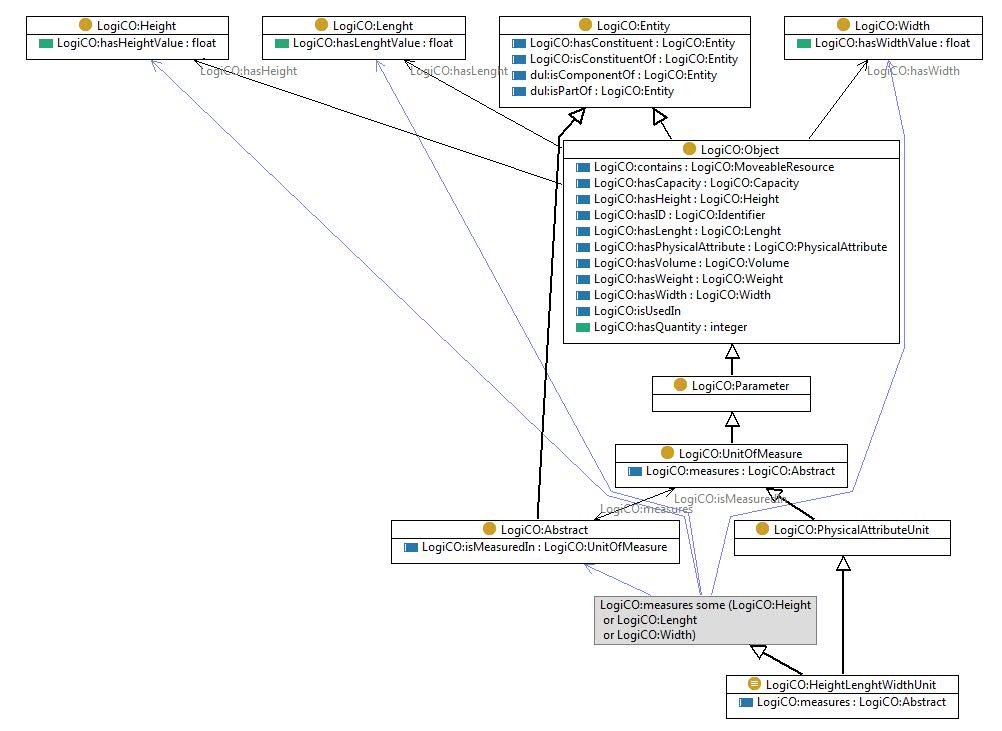 LogiCO:Height
LogiCO:hasHeightValue : float
LogiCO:Lenght
LogiCO:hasLenghtValue : float
LogiCO:Entity
LogiCO:hasConstituent : LogiCO:Entity
LogiCO:isConstituentOf : LogiCO:Entity
dul:isComponentOf : LogiCO:Entity
dul:isPartOf : LogiCO:Entity
LogiCO:Width
LogiCO:hasWidthValue : float
LogiCO:hasHeight
LogiCO:hasLenght
LogiCO:hasWidth
LogiCO:Object
LogiCO:contains : LogiCO:MoveableResource
LogiCO:hasCapacity : LogiCO:Capacity
LogiCO:hasHeight : LogiCO:Height
LogiCO:hasID : LogiCO:Identifier
LogiCO:hasLenght : LogiCO:Lenght
LogiCO:hasPhysicalAttribute : LogiCO:PhysicalAttribute
LogiCO:hasVolume : LogiCO:Volume
LogiCO:hasWeight : LogiCO:Weight
LogiCO:hasWidth : LogiCO:Width
LogiCO:isUsedIn
LogiCO:hasQuantity : integer
LogiCO:Parameter
LogiCO:UnitOfMeasure
LogiCO:measures : LogiCO:Abstract
LogiCO:isMeasuredIn
LogiCO:measures
LogiCO:Abstract
LogiCO:isMeasuredIn : LogiCO:UnitOfMeasure
LogiCO:PhysicalAttributeUnit
LogiCO:measures some (LogiCO:Height
or LogiCO:Lenght
or LogiCO:Width)
LogiCO:HeightLenghtWidthUnit
LogiCO:measures : LogiCO:Abstract